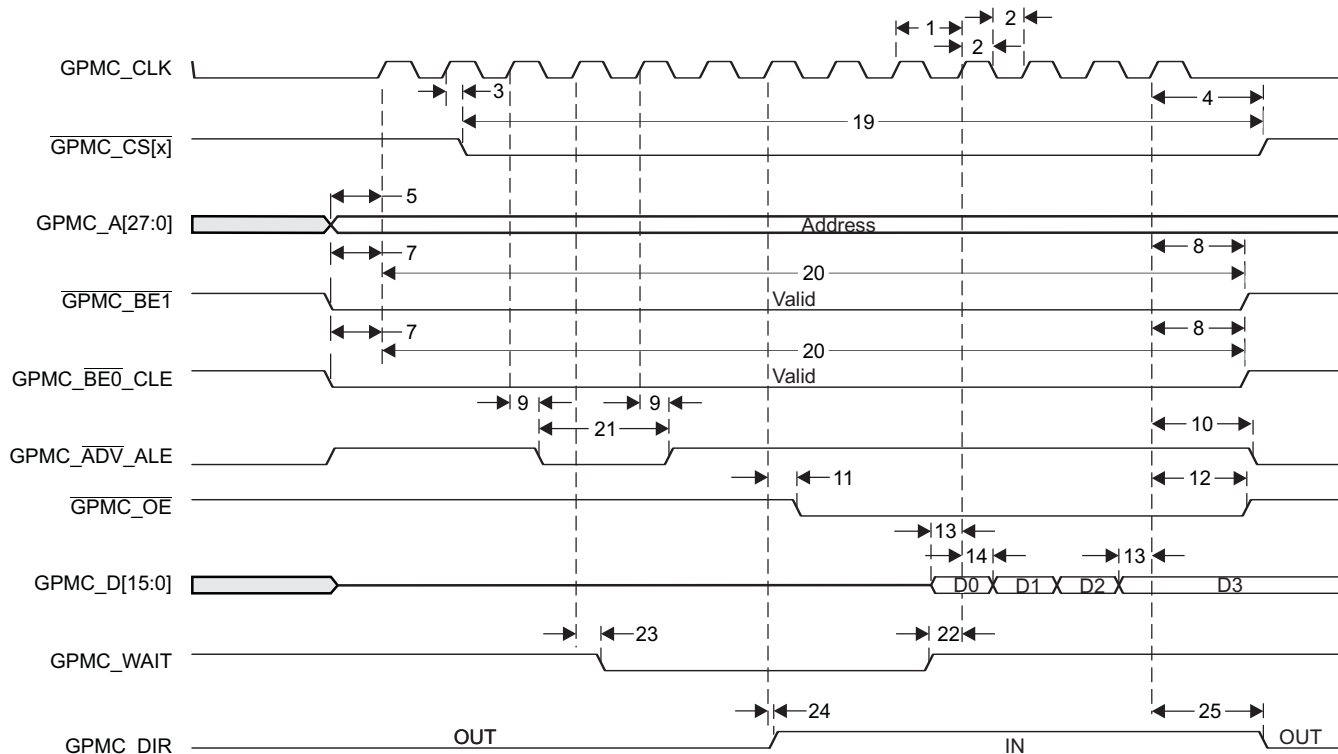 1 2
GPMC_CLK 2
3 4
19
GPMC_CS[x]
5
GPMC_A[27:0] Address
7 8
20
GPMC_BE1 Valid
7 8
20
GPMC_BE0_CLE Valid
9 9
21 10
GPMC_ADV_ALE
11 12
GPMC_OE
13
14 13
GPMC_D[15:0] D0 D1 D2 D3
23 22
GPMC_WAIT
24 25
GPMC_DIR OUT IN OUT